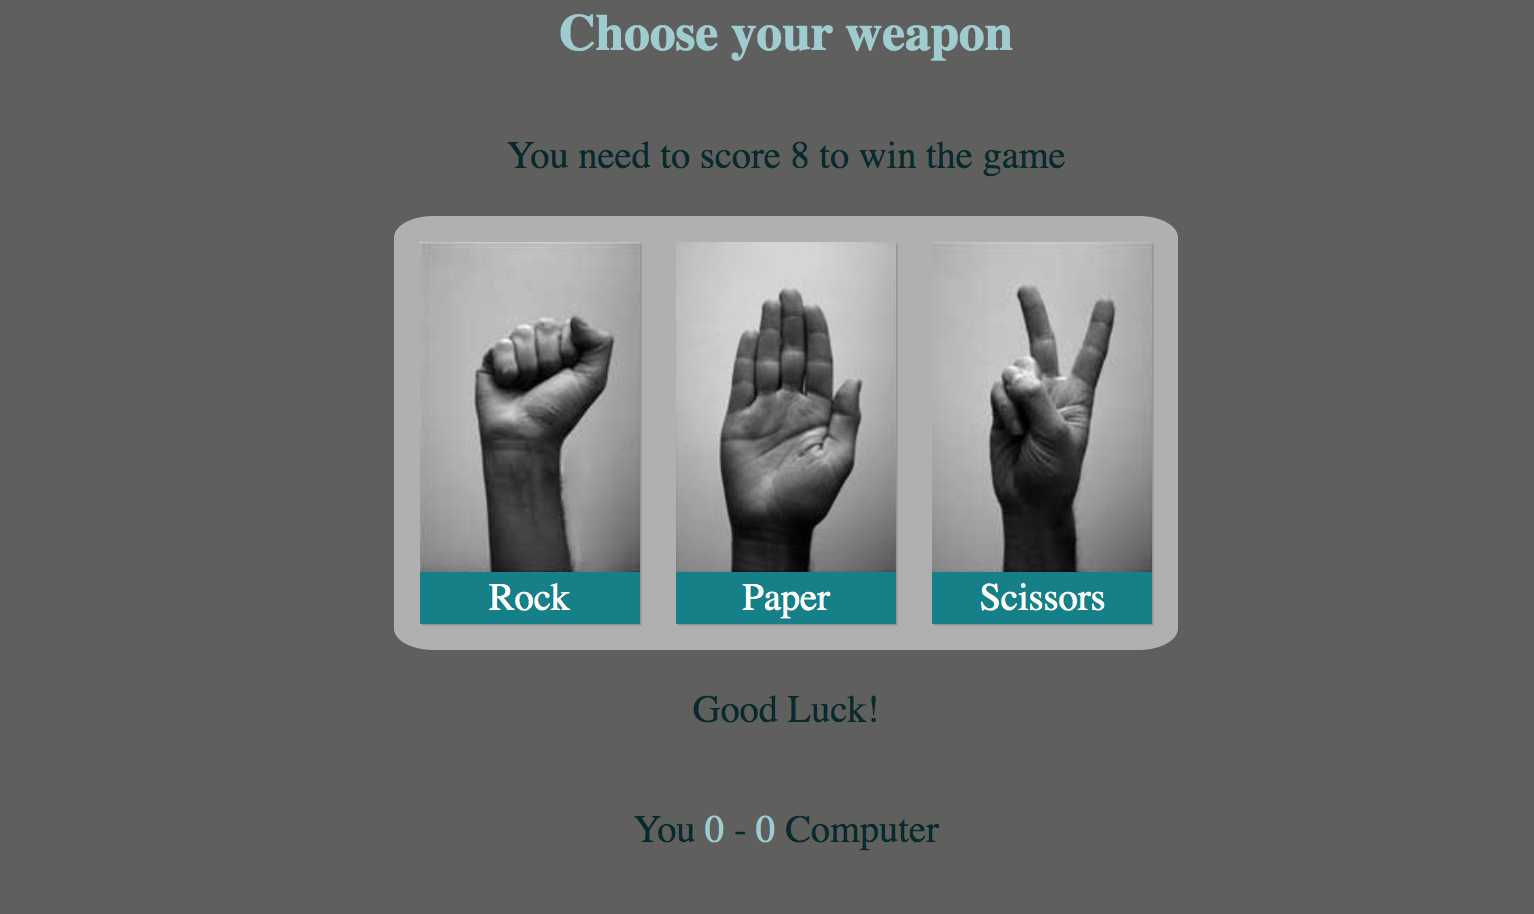 Choose your weapon
You need to score 8 to win the game
Rock
Paper
Scissors
Good Luck!
You 0 - 0 Computer